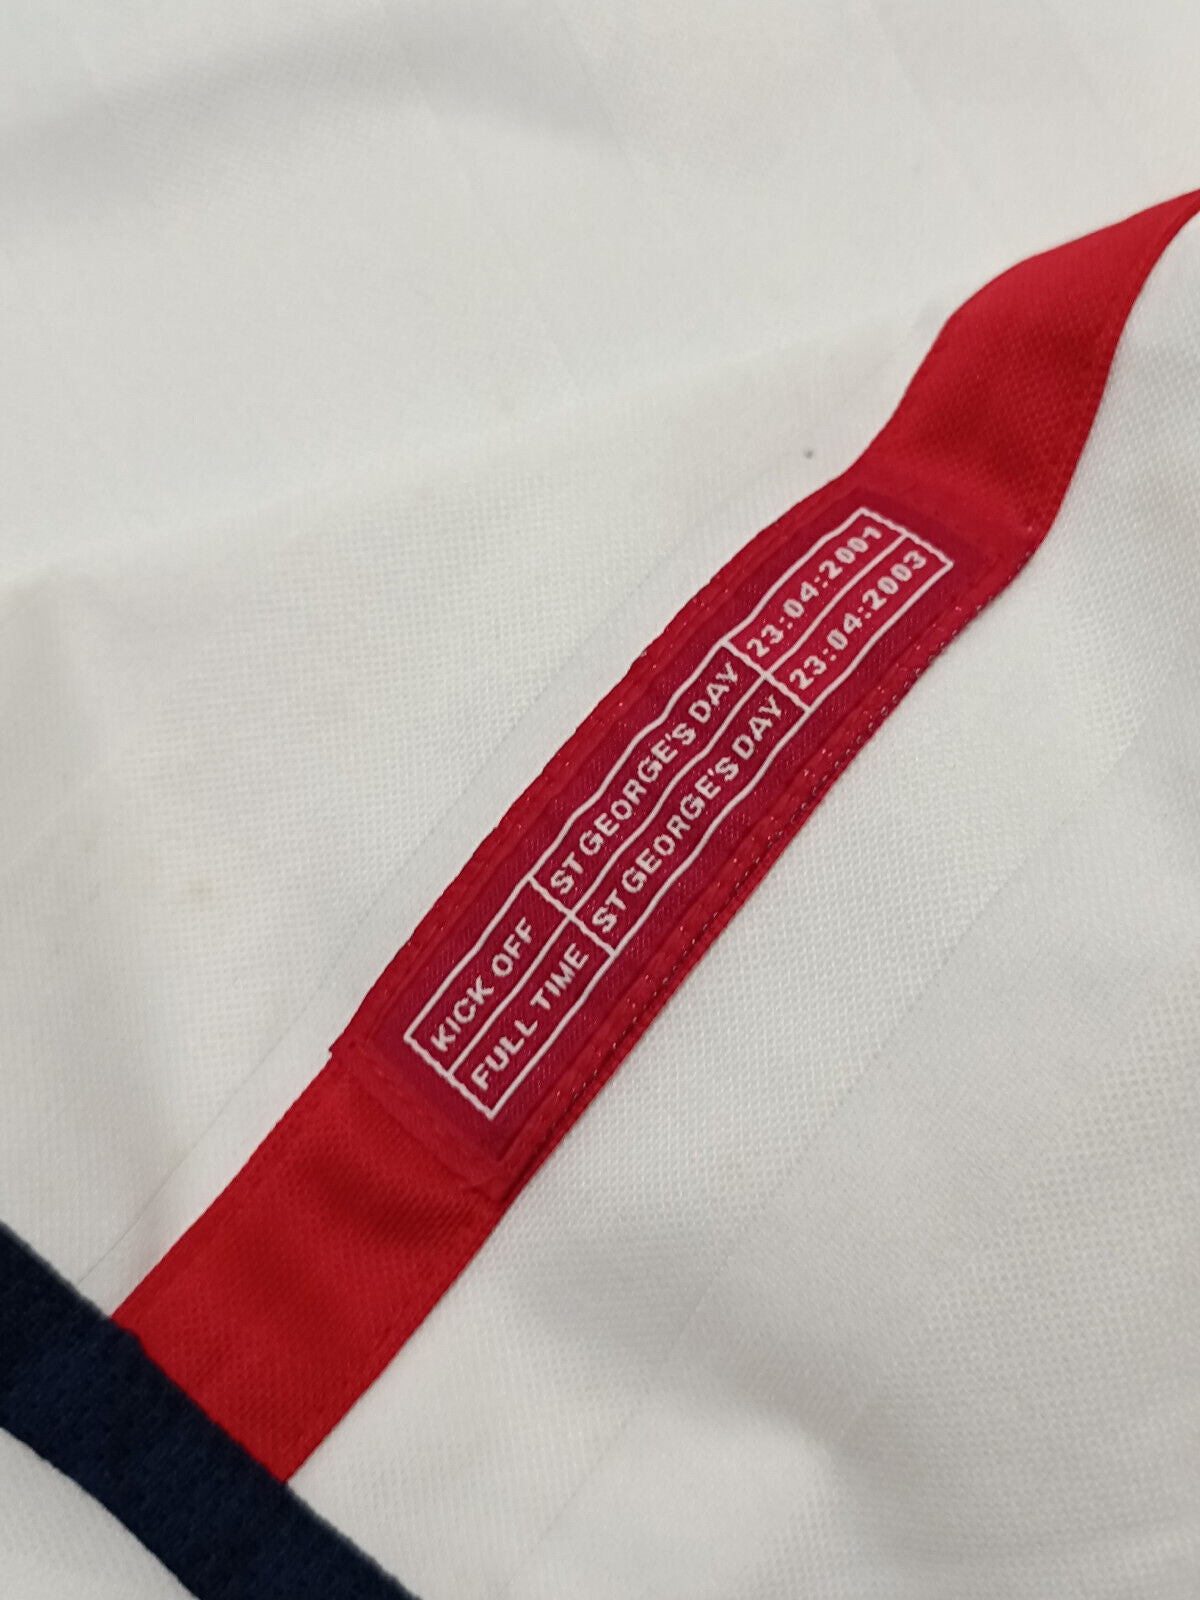 KICK OFF ST GEORGE'S DAY 23:04:2001
FULL TIME ST GEORGE'S DAY 23:04:2003